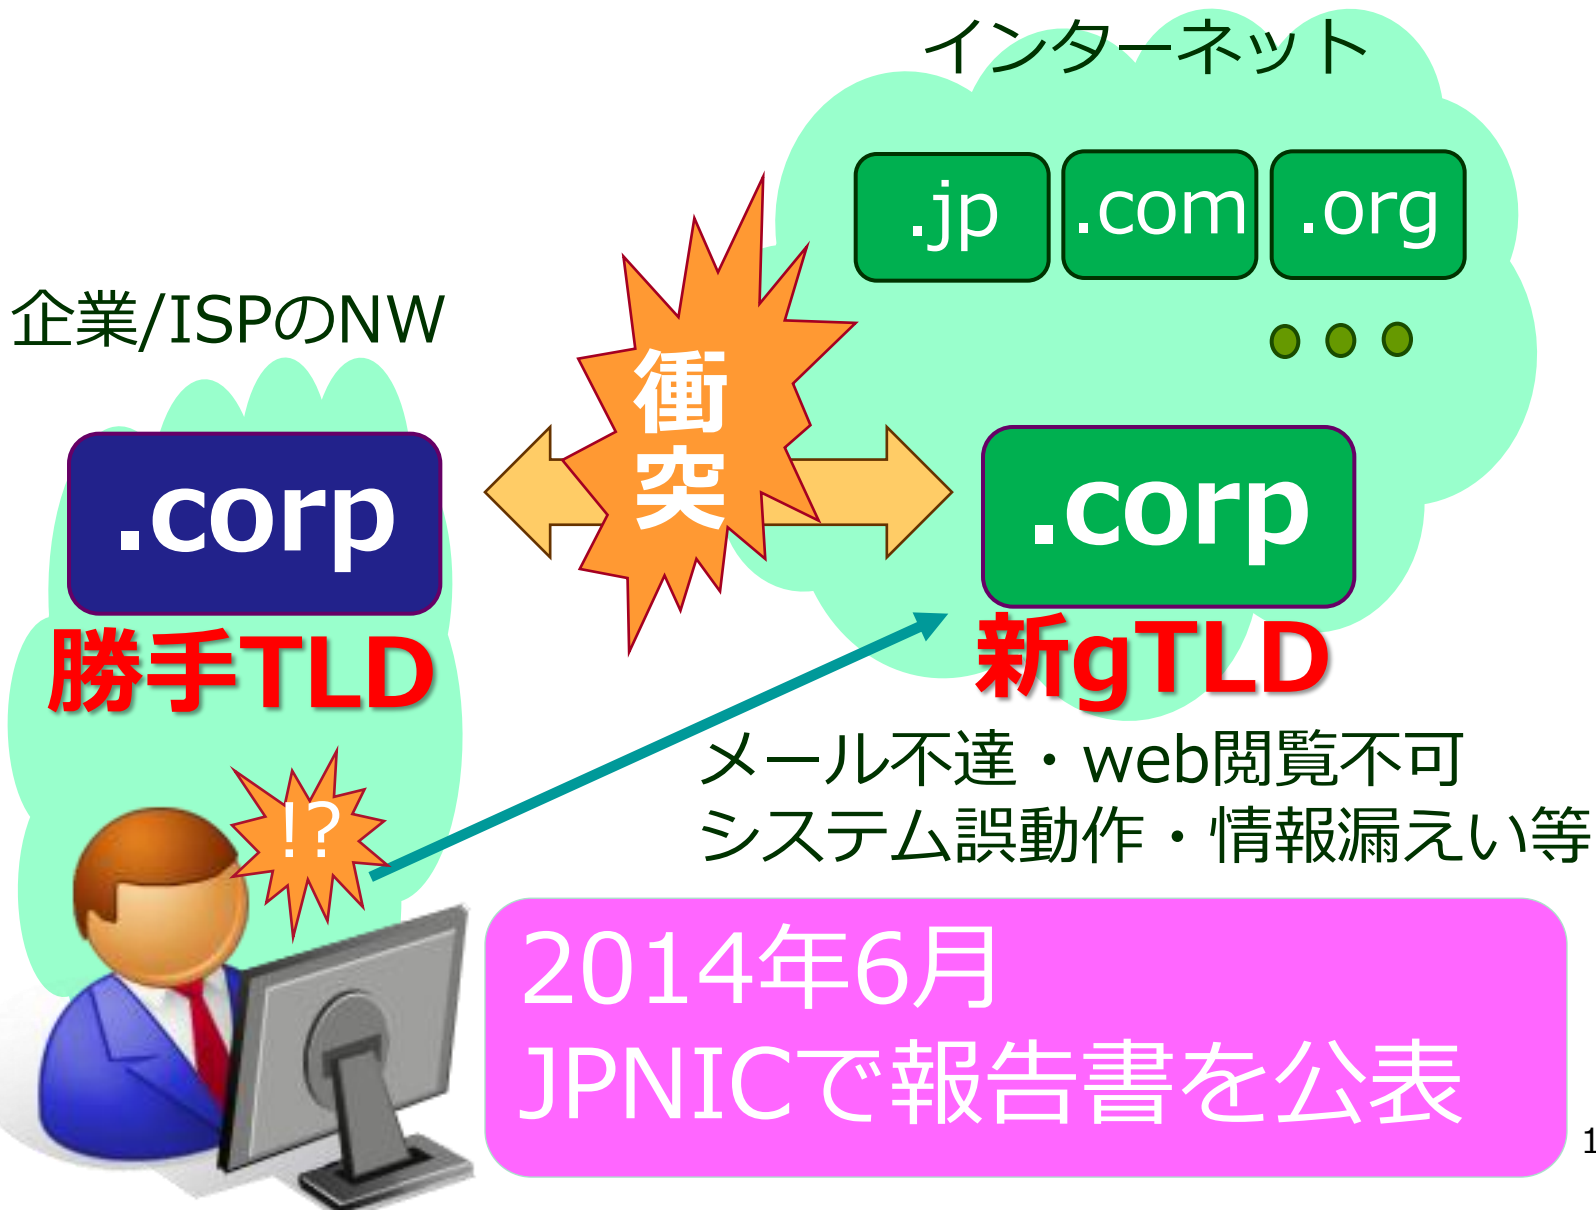 インターネット
.jp
.com
.org
企業/ISPのNW
衝
突
.corp
.corp
勝手TLD
新gTLD
メール不達・web閲覧不可
システム誤動作・情報漏えい等
!?
2014年6月
JPNICで報告書を公表
1